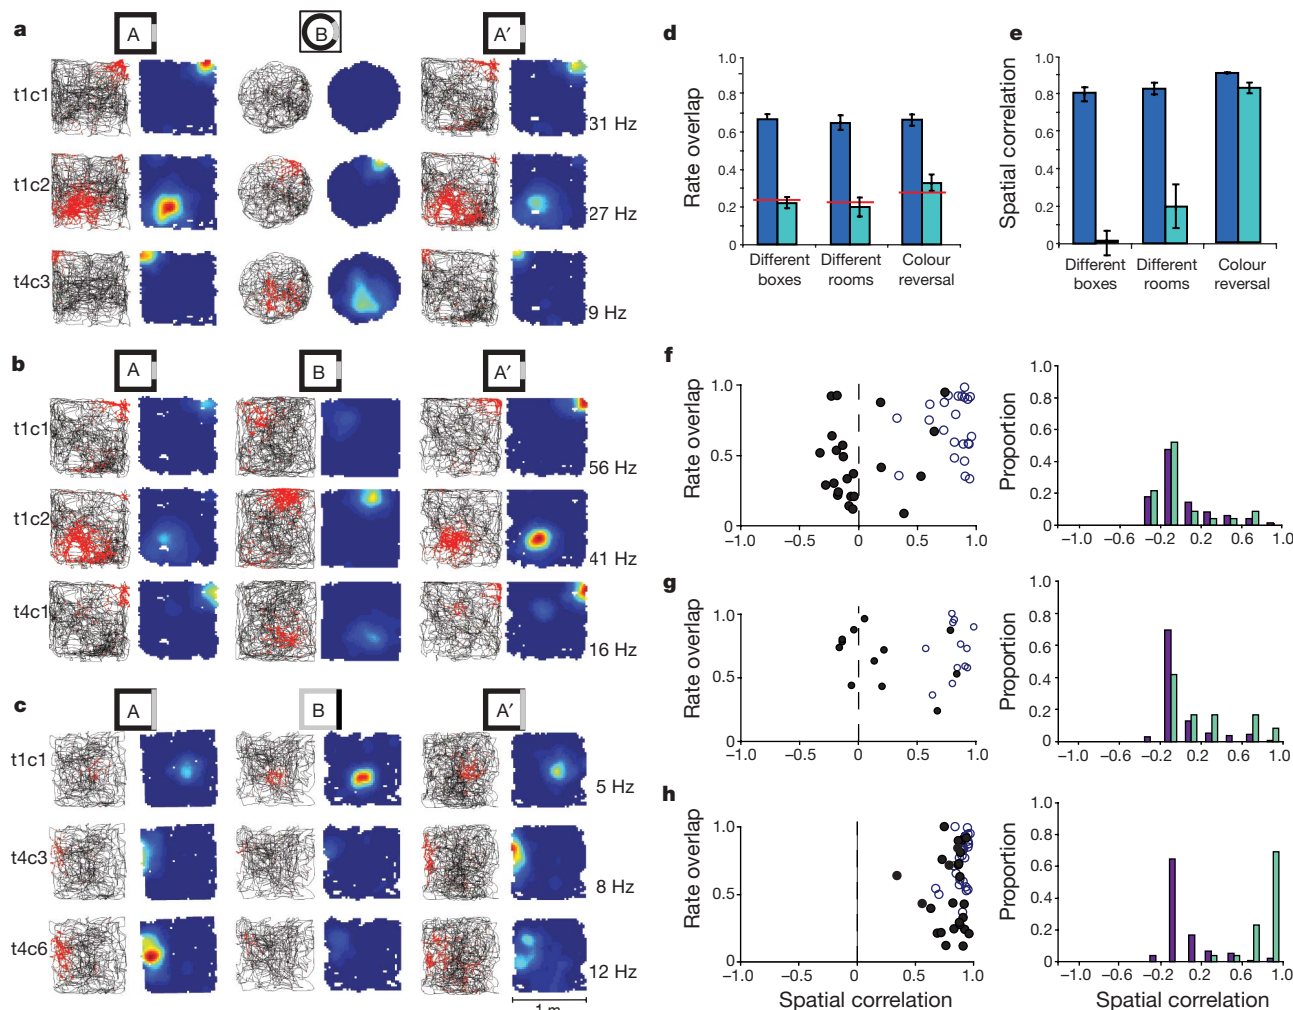 a
A
B
A′
t1c1
31 Hz
t1c2
27 Hz
t4c3
9 Hz
b
A
B
A′
t1c1
56 Hz
t1c2
41 Hz
t4c1
16 Hz
c
A
B
A′
t1c1
5 Hz
t4c3
8 Hz
t4c6
12 Hz
1 m
d
Rate overlap
1.0
0.8
0.6
0.4
0.2
0
Different boxes
Different rooms
Colour reversal
e
Spatial correlation
1.0
0.8
0.6
0.4
0.2
0
Different boxes
Different rooms
Colour reversal
f
Rate overlap
1.0
0.5
0
−1.0 −0.5 0 0.5 1.0
Proportion
1.0
0.8
0.6
0.4
0.2
0
−1.0 −0.6 −0.2 0.2 0.6 1.0
g
Rate overlap
1.0
0.5
0
−1.0 −0.5 0 0.5 1.0
Proportion
1.0
0.8
0.6
0.4
0.2
0
−1.0 −0.6 −0.2 0.2 0.6 1.0
h
Rate overlap
1.0
0.5
0
−1.0 −0.5 0 0.5 1.0
Spatial correlation
Proportion
1.0
0.8
0.6
0.4
0.2
0
−1.0 −0.6 −0.2 0.2 0.6 1.0
Spatial correlation